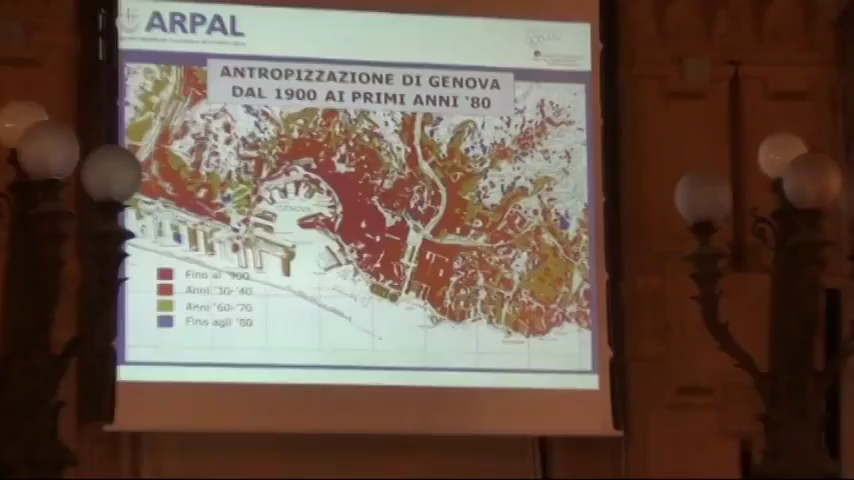 ARPAL
ANTROPIZZAZIONE DI GENOVA
DAL 1900 AI PRIMI ANNI '80
GENOVA
Fino al '900
Anni '30-'40
Anni '60-'70
Fino agli '80